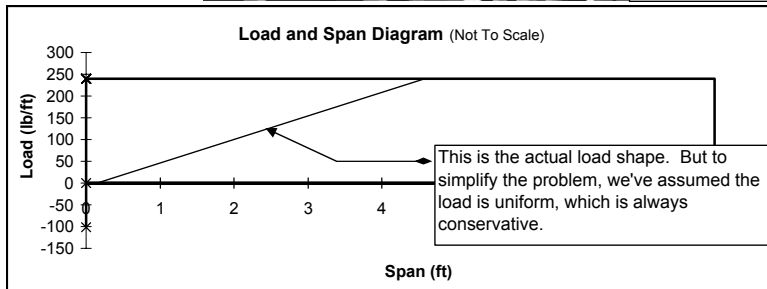 Load and Span Diagram (Not To Scale)
300
250
200
150
100
50
0
-50
-100
-150
Load (lb/ft)
0 1 2 3 4
This is the actual load shape. But to
simplify the problem, we've assumed the
load is uniform, which is always
conservative.
Span (ft)